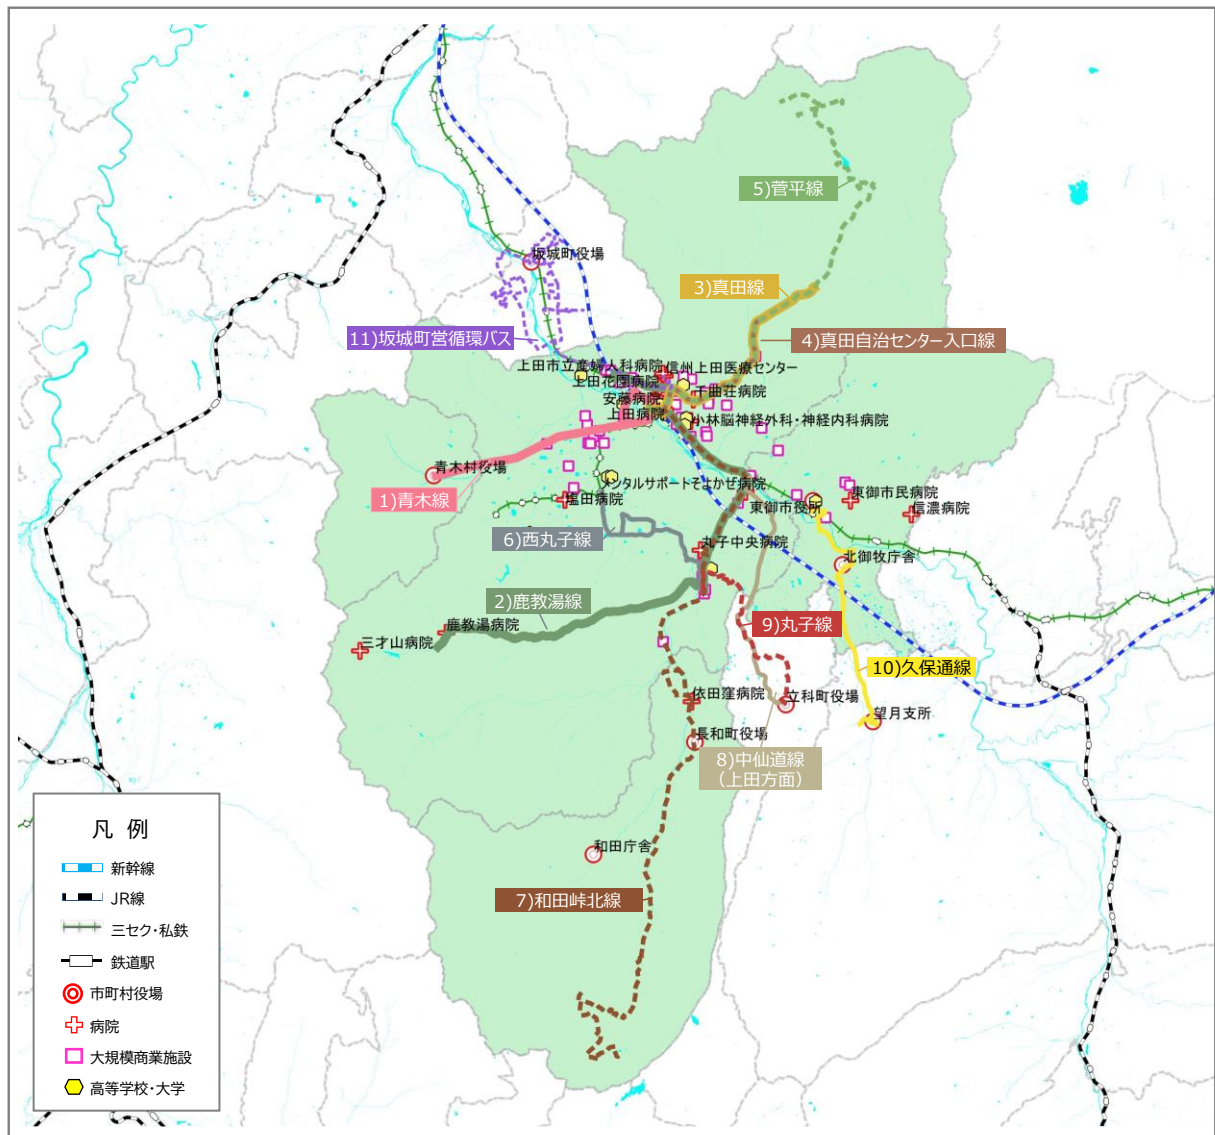 5)菅平線
坂城町役場
3)真田線
11)坂城町営循環バス
4)真田自治センター入口線
上田市立産婦人科病院
信州上田医療センター
上田花園病院
千曲荘病院
安藤病院
上田病院
小林脳神経外科・神経内科病院
青木村役場
1)青木線
メンタルサポートそよかぜ病院
塩田病院
東御市民病院
東御市役所
信濃病院
6)西丸子線
丸子中央病院
北御牧庁舎
2)鹿教湯線
鹿教湯病院
9)丸子線
三才山病院
10)久保通線
依田窪病院
立科町役場
望月支所
長和町役場
8)中仙道線
(上田方面)
和田庁舎
7)和田峠北線
凡 例
新幹線
JR線
三セク・私鉄
鉄道駅
市町村役場
病院
大規模商業施設
高等学校・大学